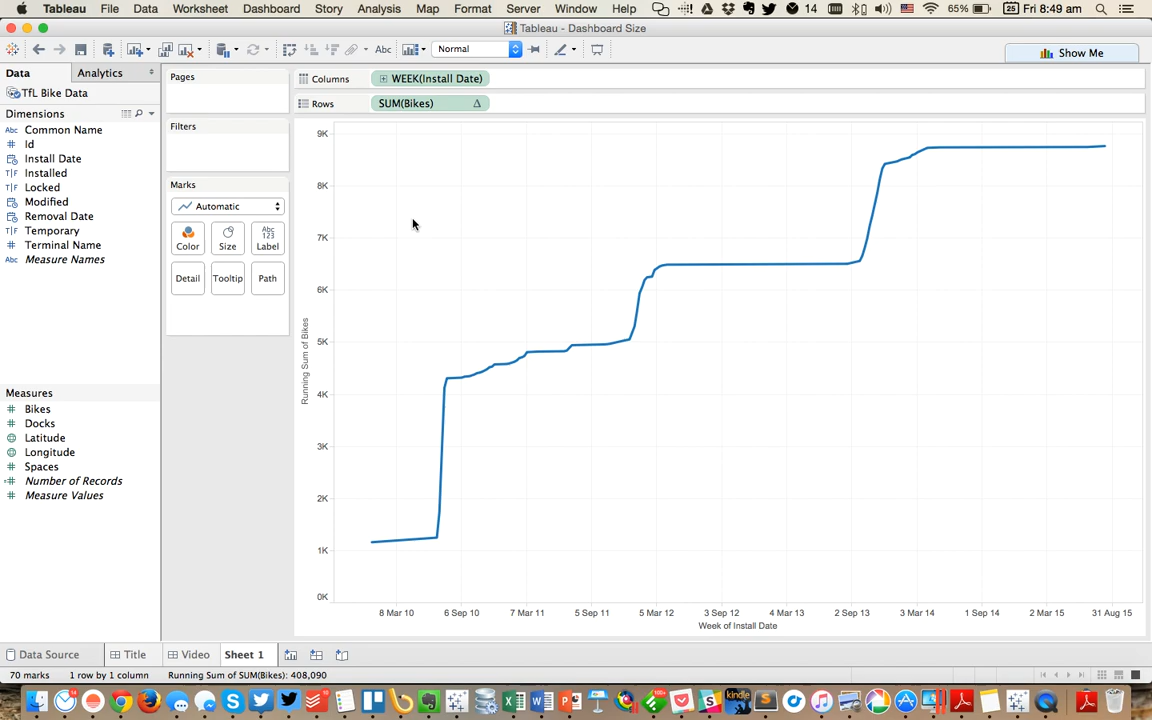 Tableau File Data Worksheet Dashboard Story Analysis Map Format Server Window Help 14 65% 25 Fri 8:49 am
Tableau - Dashboard Size
Abc Normal Show Me
Data Analytics
TfL Bike Data
Dimensions
Abc Common Name
# Id
Install Date
T|F Installed
T|F Locked
Modified
Removal Date
T|F Temporary
# Terminal Name
Abc Measure Names
Measures
# Bikes
# Docks
Latitude
Longitude
# Spaces
# Number of Records
# Measure Values
Pages
Filters
Marks
Automatic
Abc
123
Color Size Label
Detail Tooltip Path
Columns WEEK(Install Date)
Rows SUM(Bikes) Δ
9K
8K
7K
6K
5K
4K
3K
2K
1K
0K
Running Sum of Bikes
8 Mar 10 6 Sep 10 7 Mar 11 5 Sep 11 5 Mar 12 3 Sep 12 4 Mar 13 2 Sep 13 3 Mar 14 1 Sep 14 2 Mar 15 31 Aug 15
Week of Install Date
Data Source Title Video Sheet 1
70 marks 1 row by 1 column Running Sum of SUM(Bikes): 408,090